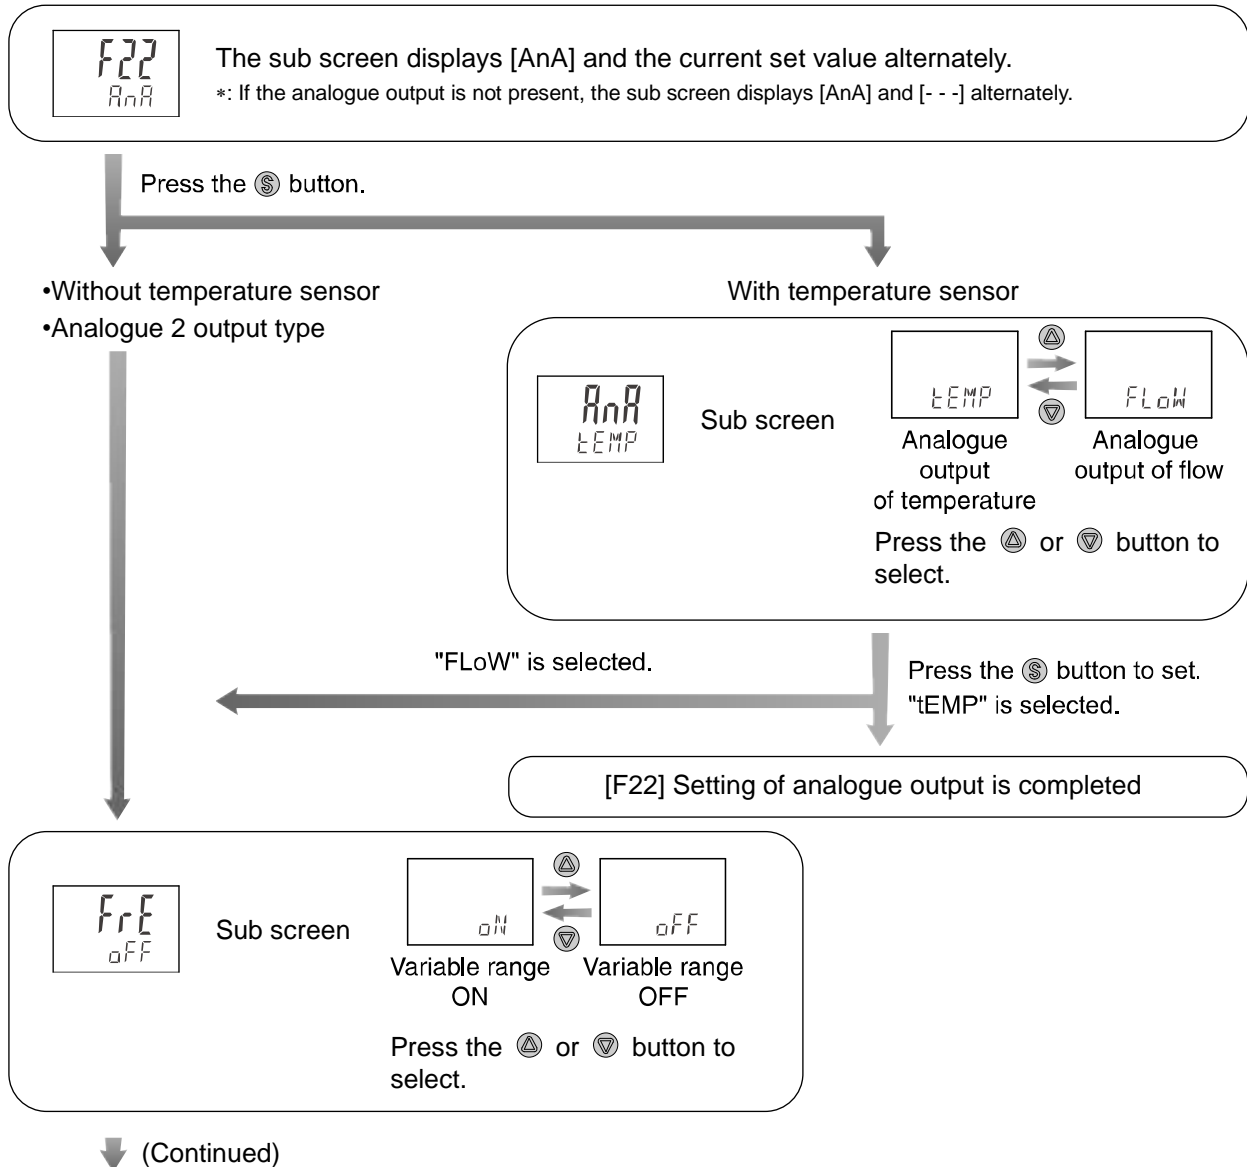 F22
AnA
The sub screen displays [AnA] and the current set value alternately.
*: If the analogue output is not present, the sub screen displays [AnA] and [- - -] alternately.
Press the Ⓢ button.
•Without temperature sensor
•Analogue 2 output type
With temperature sensor
AnA
tEMP
Sub screen
tEMP
FLoW
Analogue
output
of temperature
Analogue
output of flow
Press the △ or ▽ button to
select.
"FLoW" is selected.
Press the Ⓢ button to set.
"tEMP" is selected.
[F22] Setting of analogue output is completed
FrE
oFF
Sub screen
oN
oFF
Variable range
ON
Variable range
OFF
Press the △ or ▽ button to
select.
(Continued)